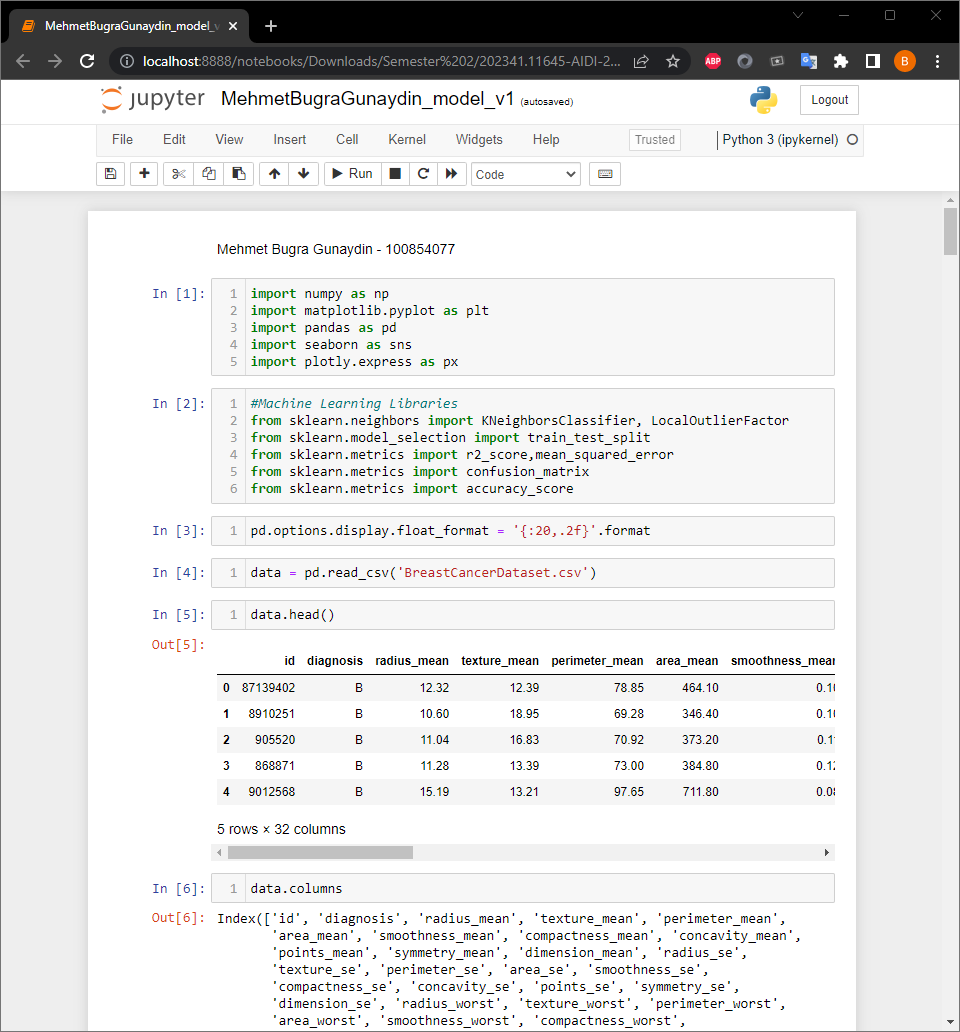 MehmetBugraGunaydin_model_v
localhost:8888/notebooks/Downloads/Semester%202/202341.11645-AIDI-2...
ABP
B
jupyter MehmetBugraGunaydin_model_v1 (autosaved)
Logout
File Edit View Insert Cell Kernel Widgets Help
Trusted
Python 3 (ipykernel)
Run
Code
Mehmet Bugra Gunaydin - 100854077
In [1]:
1 import numpy as np
2 import matplotlib.pyplot as plt
3 import pandas as pd
4 import seaborn as sns
5 import plotly.express as px
In [2]:
1 #Machine Learning Libraries
2 from sklearn.neighbors import KNeighborsClassifier, LocalOutlierFactor
3 from sklearn.model_selection import train_test_split
4 from sklearn.metrics import r2_score,mean_squared_error
5 from sklearn.metrics import confusion_matrix
6 from sklearn.metrics import accuracy_score
In [3]:
1 pd.options.display.float_format = '{:20,.2f}'.format
In [4]:
1 data = pd.read_csv('BreastCancerDataset.csv')
In [5]:
1 data.head()
Out[5]:
id diagnosis radius_mean texture_mean perimeter_mean area_mean smoothness_mean
0 87139402 B 12.32 12.39 78.85 464.10 0.10
1 8910251 B 10.60 18.95 69.28 346.40 0.10
2 905520 B 11.04 16.83 70.92 373.20 0.1
3 868871 B 11.28 13.39 73.00 384.80 0.12
4 9012568 B 15.19 13.21 97.65 711.80 0.08
5 rows × 32 columns
In [6]:
1 data.columns
Out[6]:
Index(['id', 'diagnosis', 'radius_mean', 'texture_mean', 'perimeter_mean',
'area_mean', 'smoothness_mean', 'compactness_mean', 'concavity_mean',
'points_mean', 'symmetry_mean', 'dimension_mean', 'radius_se',
'texture_se', 'perimeter_se', 'area_se', 'smoothness_se',
'compactness_se', 'concavity_se', 'points_se', 'symmetry_se',
'dimension_se', 'radius_worst', 'texture_worst', 'perimeter_worst',
'area_worst', 'smoothness_worst', 'compactness_worst',